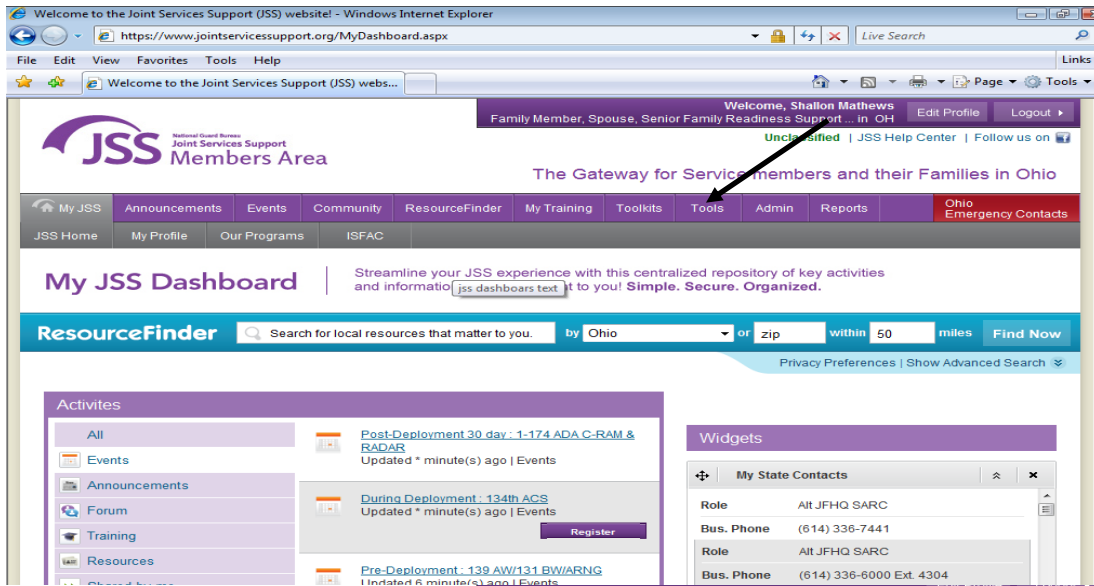 Welcome to the Joint Services Support (JSS) website! - Windows Internet Explorer
https://www.jointservicessupport.org/MyDashboard.aspx
Live Search
File Edit View Favorites Tools Help
Links
Welcome to the Joint Services Support (JSS) webs...
Page Tools
Welcome, Shallon Mathews
Family Member, Spouse, Senior Family Readiness Support ... in OH
Edit Profile Logout
Unclassified | JSS Help Center | Follow us on
JSS
National Guard Bureau
Joint Services Support
Members Area
The Gateway for Service members and their Families in Ohio
My JSS Announcements Events Community ResourceFinder My Training Toolkits Tools Admin Reports
Ohio
Emergency Contacts
JSS Home My Profile Our Programs ISFAC
My JSS Dashboard
Streamline your JSS experience with this centralized repository of key activities
and informatio t to you! Simple. Secure. Organized.
jss dashboars text
ResourceFinder Search for local resources that matter to you. by Ohio or zip within 50 miles Find Now
Privacy Preferences | Show Advanced Search
Activites
All
Events
Announcements
Forum
Training
Resources
Shared by me
Post-Deployment 30 day : 1-174 ADA C-RAM &
RADAR
Updated * minute(s) ago | Events
During Deployment : 134th ACS
Updated * minute(s) ago | Events
Register
Pre-Deployment : 139 AW/131 BW/ARNG
Updated 6 minute(s) ago | Events
Widgets
My State Contacts
Role Alt JFHQ SARC
Bus. Phone (614) 336-7441
Role Alt JFHQ SARC
Bus. Phone (614) 336-6000 Ext. 4304